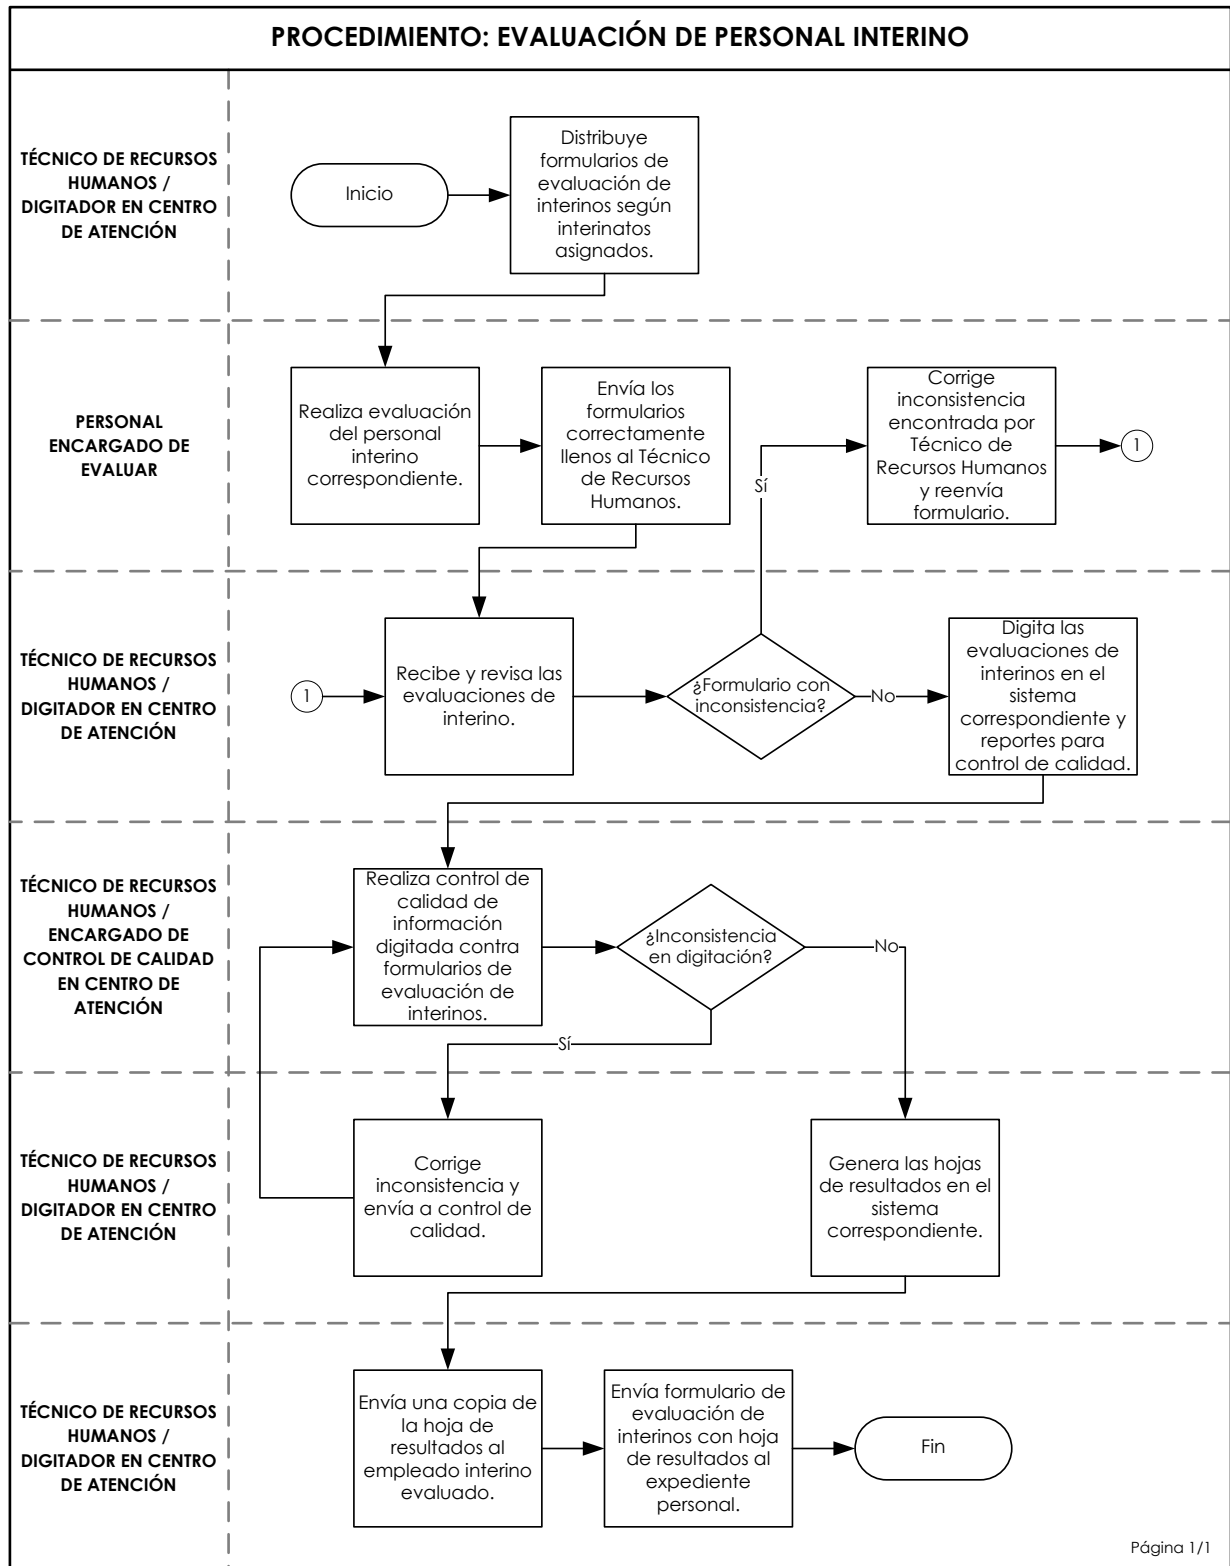 PROCEDIMIENTO: EVALUACIÓN DE PERSONAL INTERINO
TÉCNICO DE RECURSOS
HUMANOS /
DIGITADOR EN CENTRO
DE ATENCIÓN
Inicio
Distribuye
formularios de
evaluación de
interinos según
interinatos
asignados.
PERSONAL
ENCARGADO DE
EVALUAR
Realiza evaluación
del personal
interino
correspondiente.
Envía los
formularios
correctamente
llenos al Técnico
de Recursos
Humanos.
Sí
Corrige
inconsistencia
encontrada por
Técnico de
Recursos Humanos
y reenvía
formulario.
1
TÉCNICO DE RECURSOS
HUMANOS /
DIGITADOR EN CENTRO
DE ATENCIÓN
1
Recibe y revisa las
evaluaciones de
interino.
¿Formulario con
inconsistencia?
No
Digita las
evaluaciones de
interinos en el
sistema
correspondiente y
reportes para
control de calidad.
TÉCNICO DE RECURSOS
HUMANOS /
ENCARGADO DE
CONTROL DE CALIDAD
EN CENTRO DE
ATENCIÓN
Realiza control de
calidad de
información
digitada contra
formularios de
evaluación de
interinos.
¿Inconsistencia
en digitación?
No
Sí
TÉCNICO DE RECURSOS
HUMANOS /
DIGITADOR EN CENTRO
DE ATENCIÓN
Corrige
inconsistencia y
envía a control de
calidad.
Genera las hojas
de resultados en el
sistema
correspondiente.
TÉCNICO DE RECURSOS
HUMANOS /
DIGITADOR EN CENTRO
DE ATENCIÓN
Envía una copia de
la hoja de
resultados al
empleado interino
evaluado.
Envía formulario de
evaluación de
interinos con hoja
de resultados al
expediente
personal.
Fin
Página 1/1